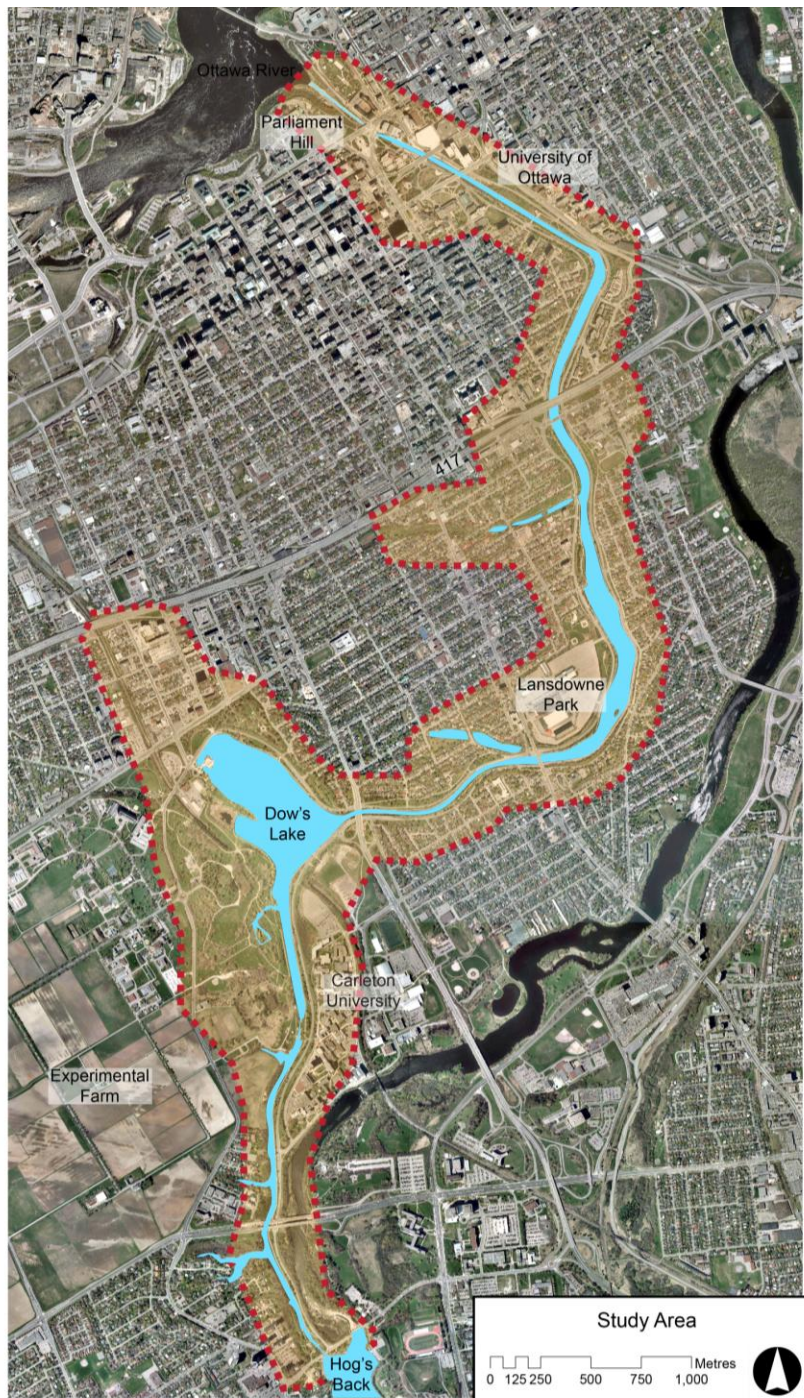 Ottawa River
Parliament
Hill
University of
Ottawa
417
Lansdowne
Park
Dow's
Lake
Carleton
University
Experimental
Farm
Hog's
Back
Study Area
0 125 250 500 750 1,000 Metres